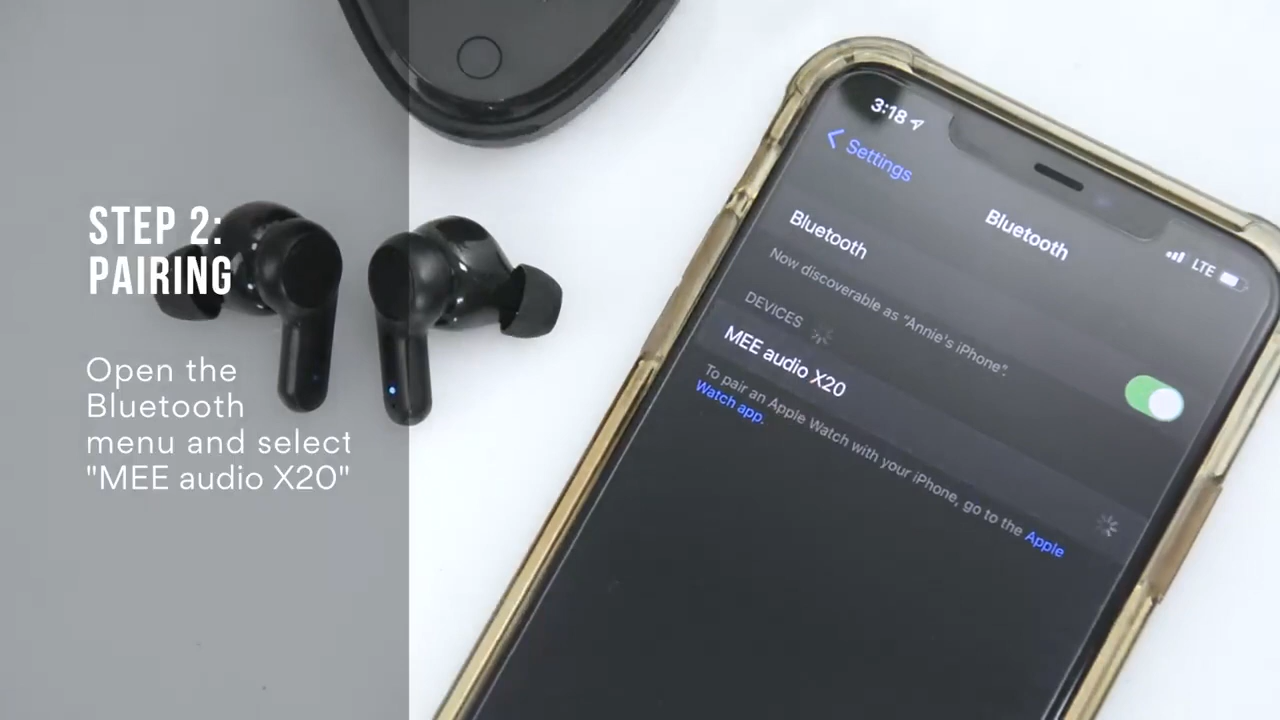 STEP 2:
PAIRING
Open the
Bluetooth
menu and select
"MEE audio X20"
3:18
Settings
Bluetooth
LTE
Bluetooth
Now discoverable as "Annie's iPhone".
DEVICES
MEE audio X20
To pair an Apple Watch with your iPhone, go to the Apple
Watch app.